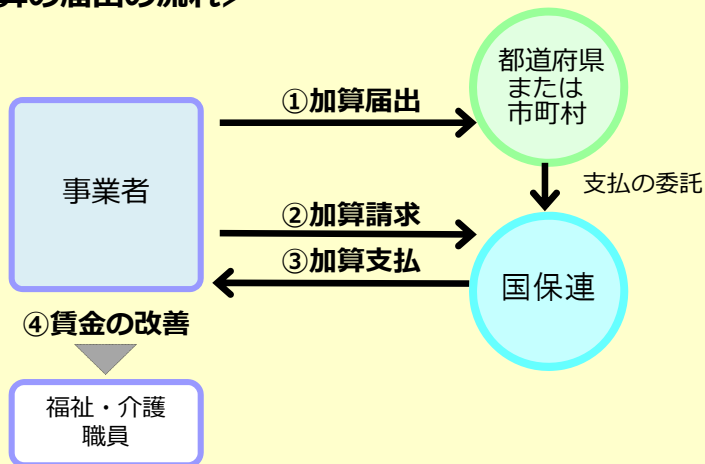 算の届出の流れ>
都道府県
または
市町村
①加算届出
事業者
支払の委託
②加算請求
③加算支払
国保連
④賃金の改善
福祉・介護
職員